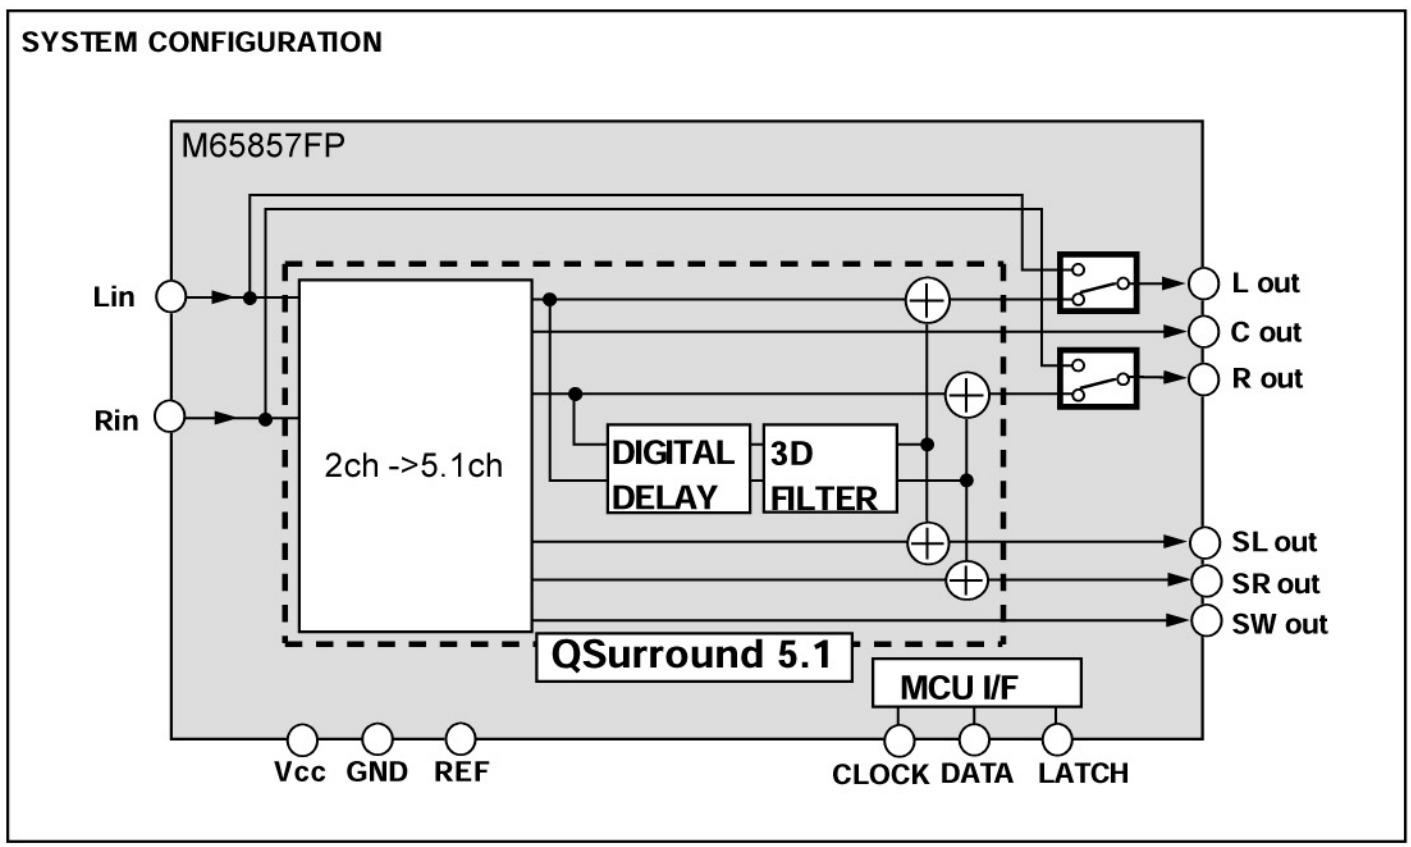 SYSTEM CONFIGURATION
M65857FP
Lin
Rin
2ch ->5.1ch
DIGITAL
DELAY
3D
FILTER
L out
C out
R out
SL out
SR out
SW out
QSurround 5.1
MCU I/F
Vcc
GND
REF
CLOCK
DATA
LATCH